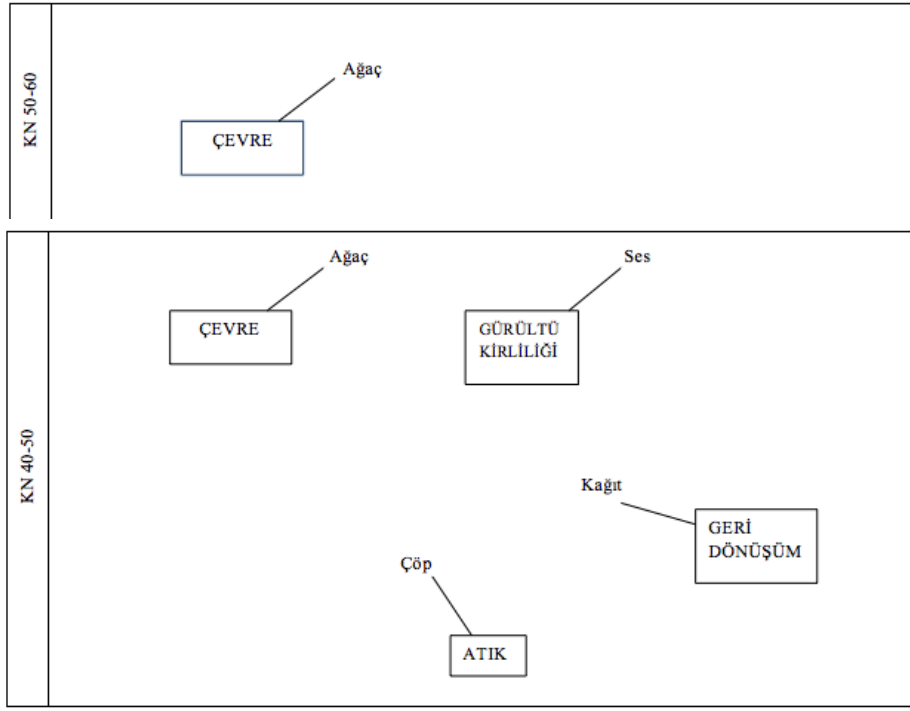 KN 50-60
Ağaç
ÇEVRE
KN 40-50
Ağaç
Ses
ÇEVRE
GÜRÜLTÜ
KİRLİLİĞİ
Kağıt
GERİ
DÖNÜŞÜM
Çöp
ATIK